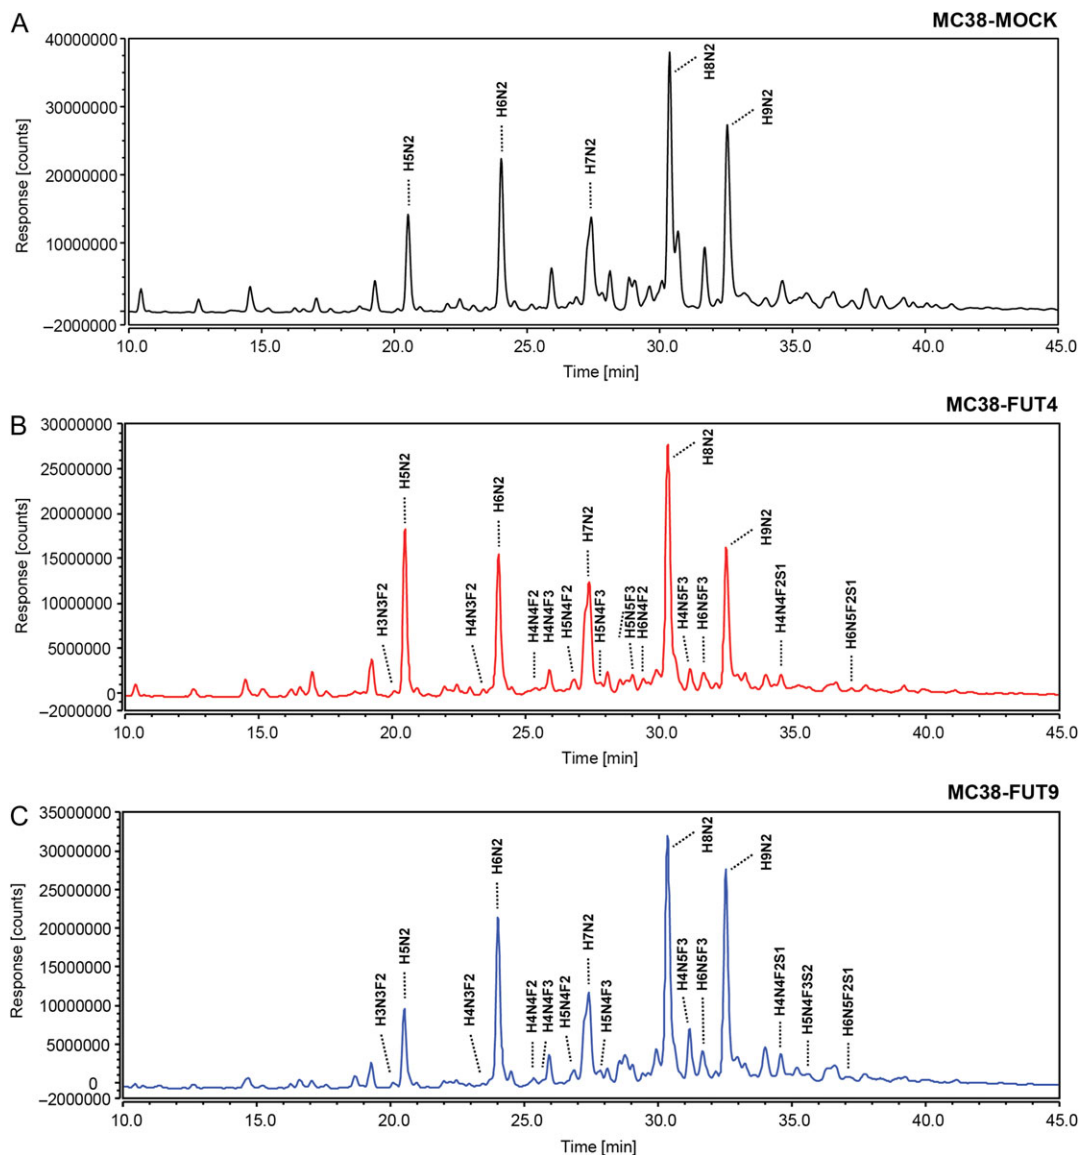 A
MC38-MOCK
Response [counts]
40000000
30000000
20000000
10000000
−2000000
H5N2
H6N2
H7N2
H8N2
H9N2
10.0 15.0 20.0 25.0 30.0 35.0 40.0 45.0
Time [min]
B
MC38-FUT4
Response [counts]
30000000
25000000
20000000
15000000
10000000
5000000
0
−2000000
H3N3F2
H5N2
H4N3F2
H6N2
H4N4F2
H4N4F3
H5N4F2
H7N2
H5N4F3
H5N5F3
H6N4F2
H8N2
H4N5F3
H6N5F3
H9N2
H4N4F2S1
H6N5F2S1
10.0 15.0 20.0 25.0 30.0 35.0 40.0 45.0
Time [min]
C
MC38-FUT9
Response [counts]
35000000
30000000
25000000
20000000
15000000
10000000
5000000
0
−2000000
H3N3F2
H5N2
H4N3F2
H6N2
H4N4F2
H4N4F3
H5N4F2
H7N2
H5N4F3
H8N2
H4N5F3
H6N5F3
H9N2
H4N4F2S1
H5N4F3S2
H6N5F2S1
10.0 15.0 20.0 25.0 30.0 35.0 40.0 45.0
Time [min]